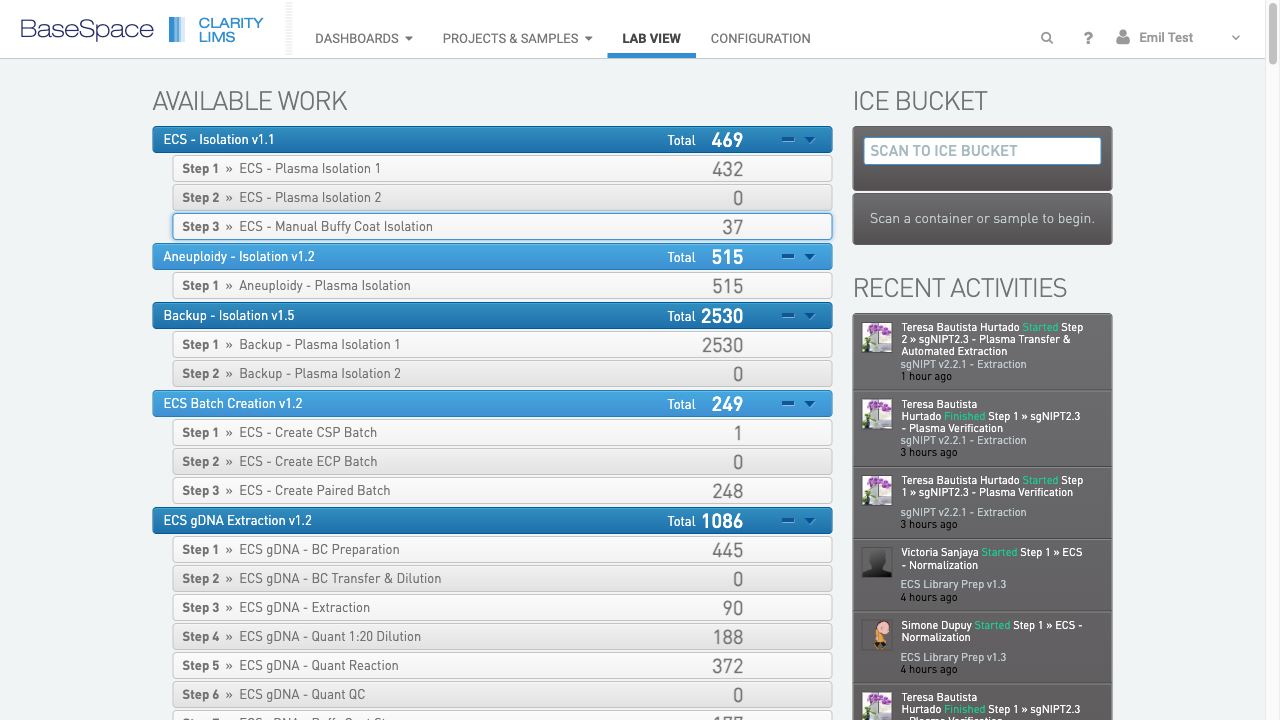 BaseSpace CLARITY LIMS
DASHBOARDS PROJECTS & SAMPLES LAB VIEW CONFIGURATION ? Emil Test
AVAILABLE WORK
ECS - Isolation v1.1 Total 469
Step 1 » ECS - Plasma Isolation 1 432
Step 2 » ECS - Plasma Isolation 2 0
Step 3 » ECS - Manual Buffy Coat Isolation 37
Aneuploidy - Isolation v1.2 Total 515
Step 1 » Aneuploidy - Plasma Isolation 515
Backup - Isolation v1.5 Total 2530
Step 1 » Backup - Plasma Isolation 1 2530
Step 2 » Backup - Plasma Isolation 2 0
ECS Batch Creation v1.2 Total 249
Step 1 » ECS - Create CSP Batch 1
Step 2 » ECS - Create ECP Batch 0
Step 3 » ECS - Create Paired Batch 248
ECS gDNA Extraction v1.2 Total 1086
Step 1 » ECS gDNA - BC Preparation 445
Step 2 » ECS gDNA - BC Transfer & Dilution 0
Step 3 » ECS gDNA - Extraction 90
Step 4 » ECS gDNA - Quant 1:20 Dilution 188
Step 5 » ECS gDNA - Quant Reaction 372
Step 6 » ECS gDNA - Quant QC 0
ICE BUCKET
SCAN TO ICE BUCKET
Scan a container or sample to begin.
RECENT ACTIVITIES
Teresa Bautista Hurtado Started Step
2 » sgNIPT2.3 - Plasma Transfer &
Automated Extraction
sgNIPT v2.2.1 - Extraction
1 hour ago
Teresa Bautista
Hurtado Finished Step 1 » sgNIPT2.3
- Plasma Verification
sgNIPT v2.2.1 - Extraction
3 hours ago
Teresa Bautista Hurtado Started Step
1 » sgNIPT2.3 - Plasma Verification
sgNIPT v2.2.1 - Extraction
3 hours ago
Victoria Sanjaya Started Step 1 » ECS
- Normalization
ECS Library Prep v1.3
4 hours ago
Simone Dupuy Started Step 1 » ECS -
Normalization
ECS Library Prep v1.3
4 hours ago
Teresa Bautista
Hurtado Finished Step 1 » sgNIPT2.3